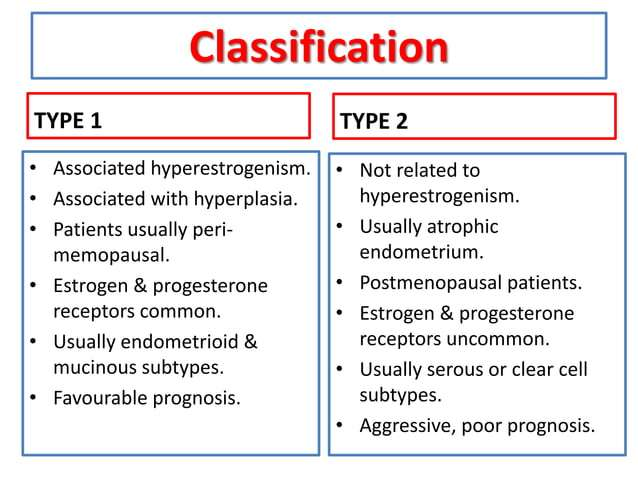 Classification
TYPE 1
• Associated hyperestrogenism.
• Associated with hyperplasia.
• Patients usually peri-
memopausal.
• Estrogen & progesterone
receptors common.
• Usually endometrioid &
mucinous subtypes.
• Favourable prognosis.
TYPE 2
• Not related to
hyperestrogenism.
• Usually atrophic
endometrium.
• Postmenopausal patients.
• Estrogen & progesterone
receptors uncommon.
• Usually serous or clear cell
subtypes.
• Aggressive, poor prognosis.